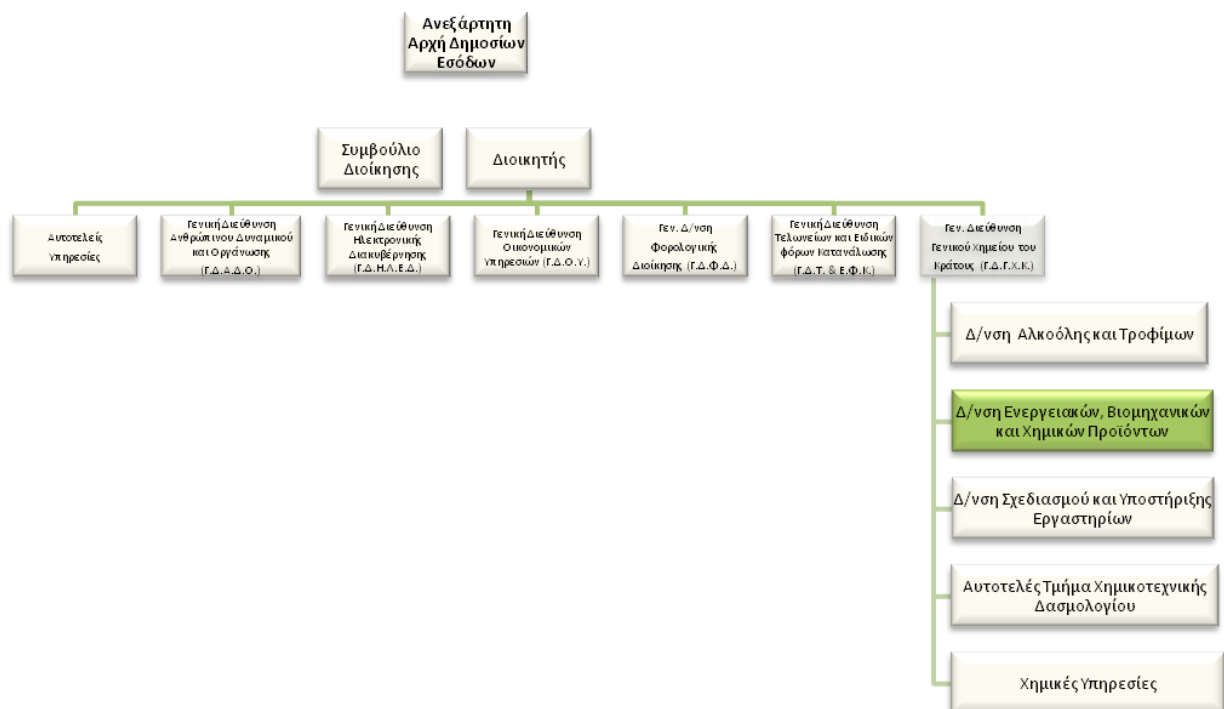 Ανεξάρτητη
Αρχή Δημοσίων
Εσόδων
Συμβούλιο
Διοίκησης
Διοικητής
Αυτοτελείς
Υπηρεσίες
Γενική Διεύθυνση
Ανθρώπινου Δυναμικού
και Οργάνωσης
(Γ.Δ.Α.Δ.Ο.)
Γενική Διεύθυνση
Ηλεκτρονικής
Διακυβέρνησης
(Γ.Δ.Η.Λ.Ε.Δ.)
Γενική Διεύθυνση
Οικονομικών
Υπηρεσιών (Γ.Δ.Ο.Υ.)
Γεν. Δ/νση
Φορολογικής
Διοίκησης (Γ.Δ.Φ.Δ.)
Γενική Διεύθυνση
Τελωνείων και Ειδικών
φόρων Κατανάλωσης
(Γ.Δ.Τ. & Ε.Φ.Κ.)
Γεν. Διεύθυνση
Γενικού Χημείου του
Κράτους (Γ.Δ.Γ.Χ.Κ.)
Δ/νση Αλκοόλης και Τροφίμων
Δ/νση Ενεργειακών, Βιομηχανικών
και Χημικών Προϊόντων
Δ/νση Σχεδιασμού και Υποστήριξης
Εργαστηρίων
Αυτοτελές Τμήμα Χημικοτεχνικής
Δασμολογίου
Χημικές Υπηρεσίες